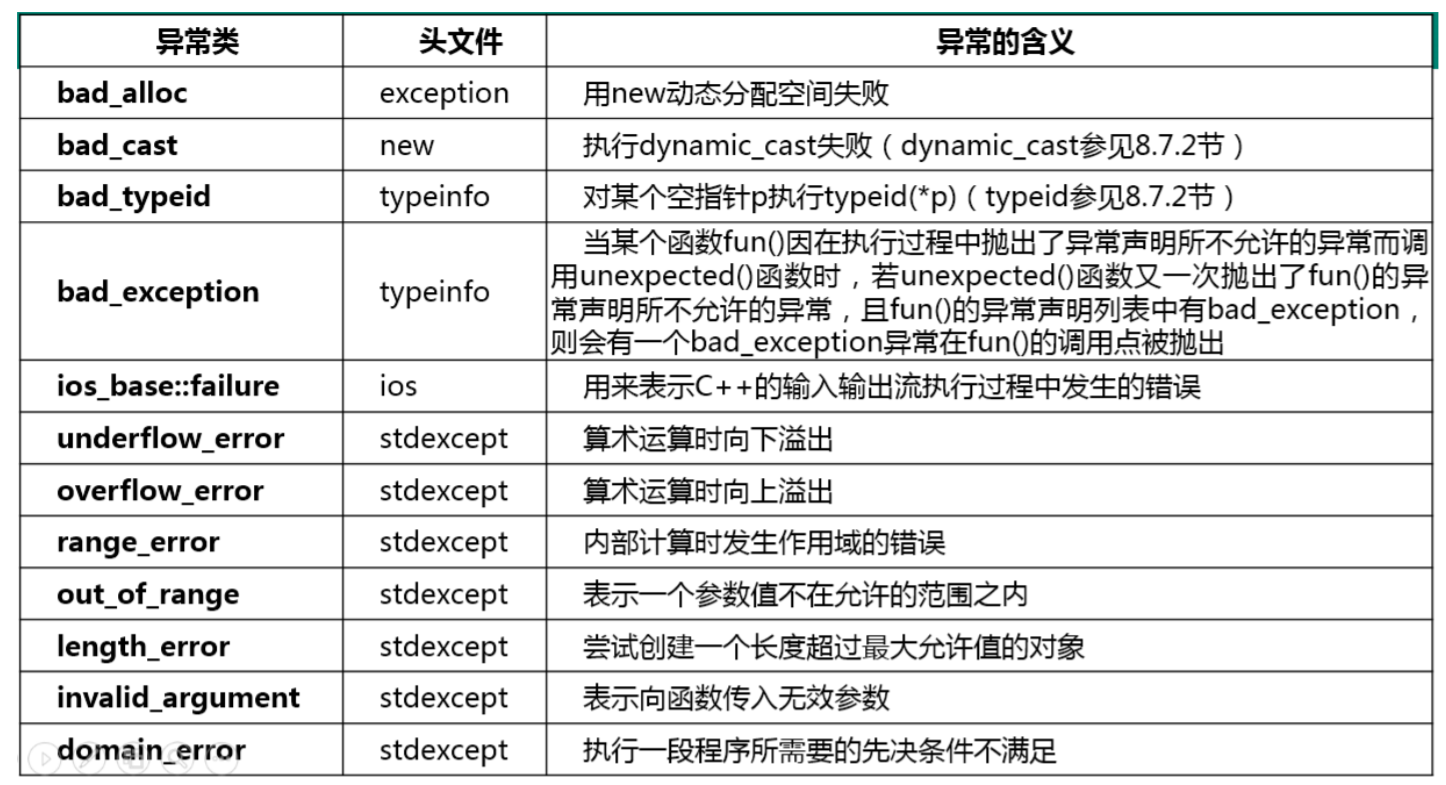 异常类 头文件 异常的含义
bad_alloc exception 用new动态分配空间失败
bad_cast new 执行dynamic_cast失败（dynamic_cast参见8.7.2节）
bad_typeid typeinfo 对某个空指针p执行typeid(*p)（typeid参见8.7.2节）
bad_exception typeinfo 当某个函数fun()因在执行过程中抛出了异常声明所不允许的异常而调
用unexpected()函数时，若unexpected()函数又一次抛出了fun()的异
常声明所不允许的异常，且fun()的异常声明列表中有bad_exception，
则会有一个bad_exception异常在fun()的调用点被抛出
ios_base::failure ios 用来表示C++的输入输出流执行过程中发生的错误
underflow_error stdexcept 算术运算时向下溢出
overflow_error stdexcept 算术运算时向上溢出
range_error stdexcept 内部计算时发生作用域的错误
out_of_range stdexcept 表示一个参数值不在允许的范围之内
length_error stdexcept 尝试创建一个长度超过最大允许值的对象
invalid_argument stdexcept 表示向函数传入无效参数
domain_error stdexcept 执行一段程序所需要的先决条件不满足